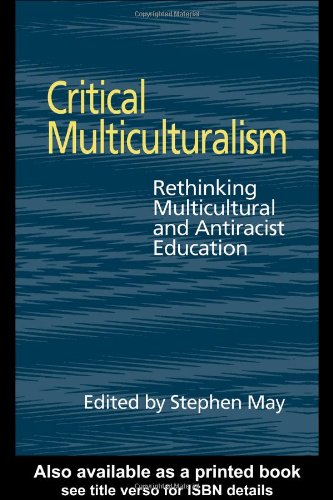 Critical
Multiculturalism
Rethinking
Multicultural
and Antiracist
Education
Edited by Stephen May
Also available as a printed book
see title verso for ISBN details